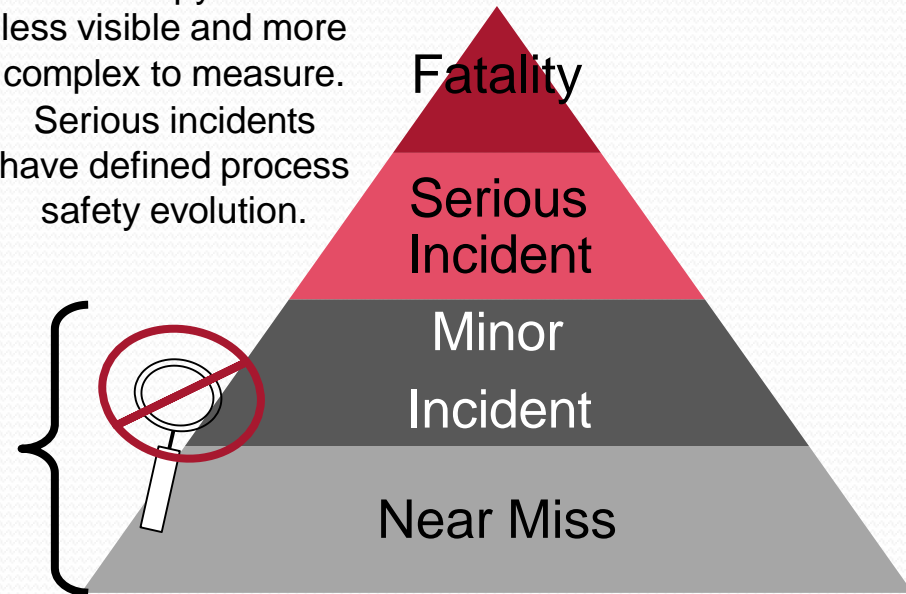 less visible and more
complex to measure.
Serious incidents
have defined process
safety evolution.
Fatality
Serious
Incident
Minor
Incident
Near Miss